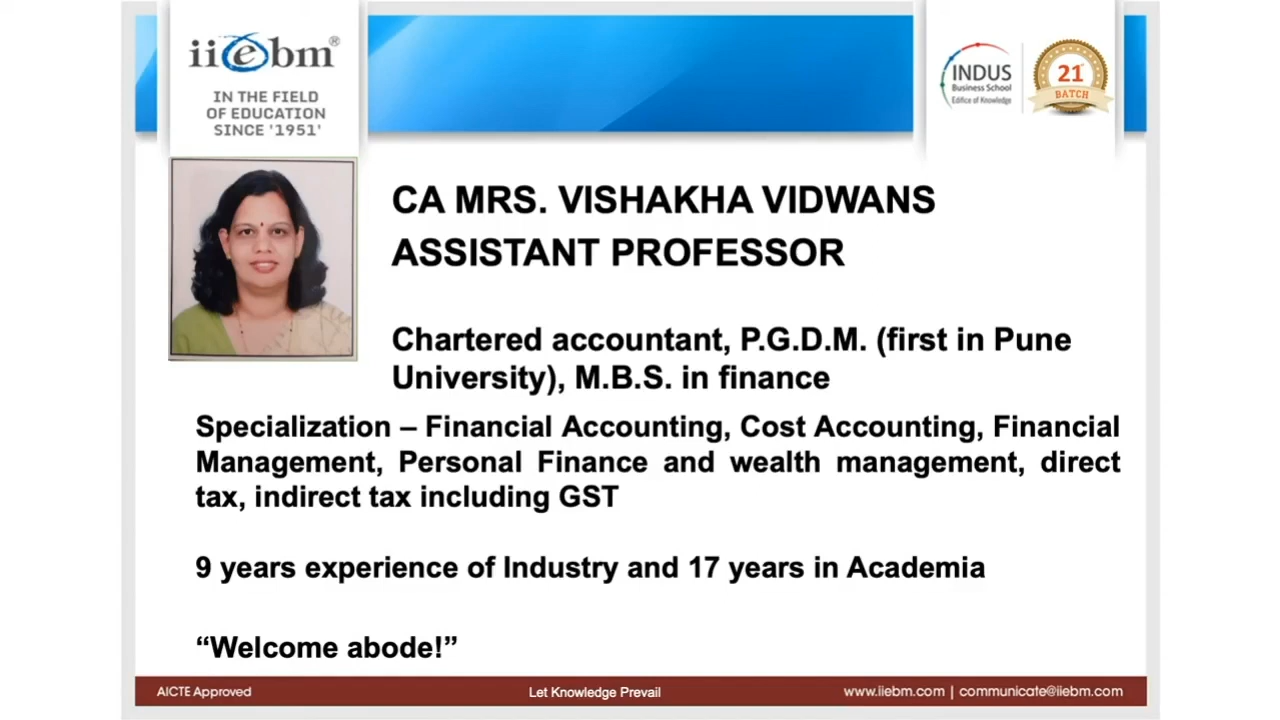 iiebm®
IN THE FIELD
OF EDUCATION
SINCE '1951'
INDUS
Business School
Edifice of Knowledge
21
BATCH
CA MRS. VISHAKHA VIDWANS
ASSISTANT PROFESSOR
Chartered accountant, P.G.D.M. (first in Pune
University), M.B.S. in finance
Specialization – Financial Accounting, Cost Accounting, Financial
Management, Personal Finance and wealth management, direct
tax, indirect tax including GST
9 years experience of Industry and 17 years in Academia
“Welcome abode!”
AICTE Approved
Let Knowledge Prevail
www.iiebm.com | communicate@iiebm.com